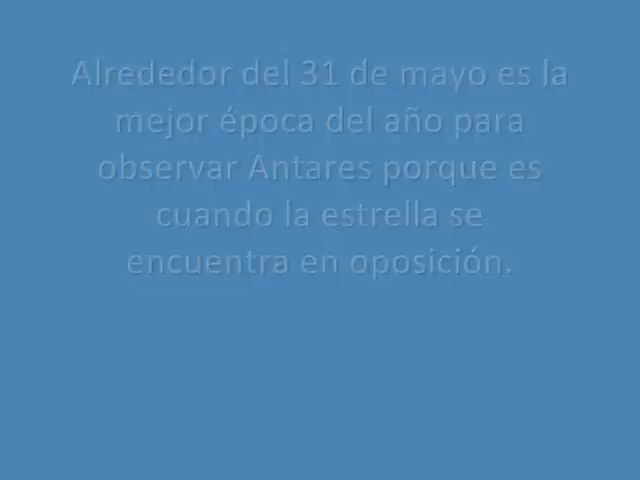 Alrededor del 31 de mayo es la
mejor época del año para
observar Antares porque es
cuando la estrella se
encuentra en oposición.